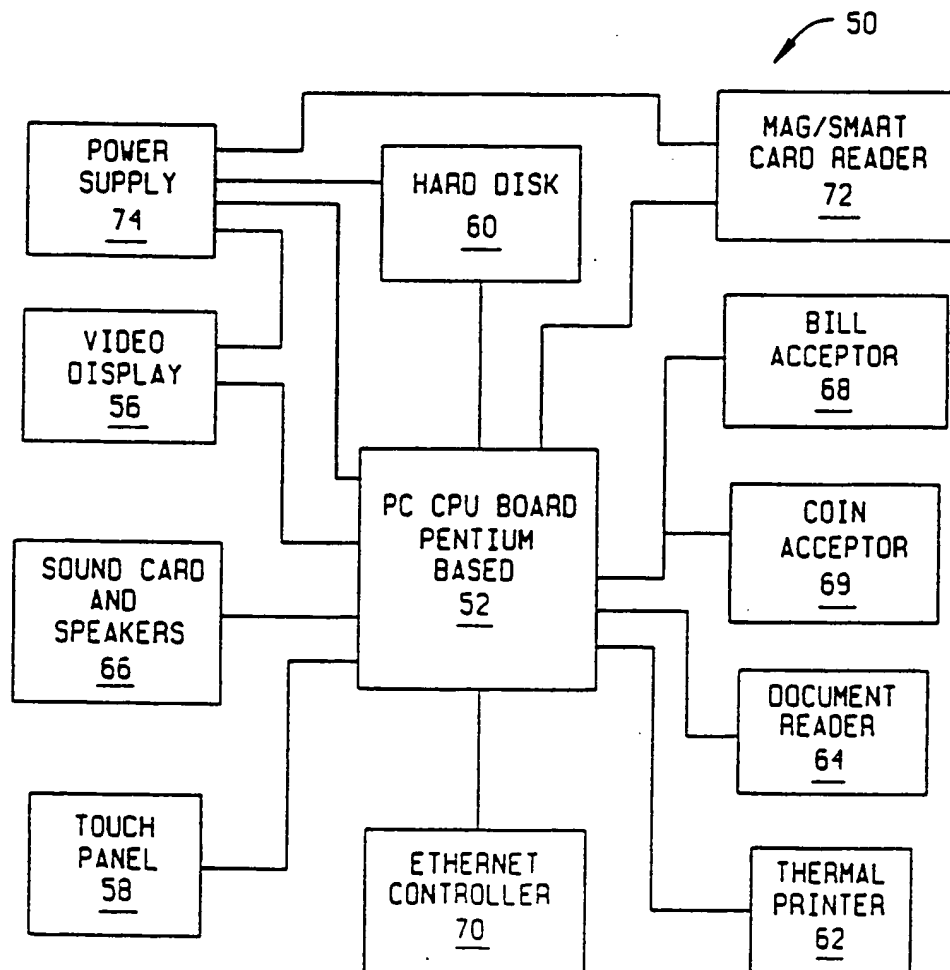 50
POWER
SUPPLY
74
HARD DISK
60
MAG/SMART
CARD READER
72
VIDEO
DISPLAY
56
BILL
ACCEPTOR
68
PC CPU BOARD
PENTIUM
BASED
52
COIN
ACCEPTOR
69
SOUND CARD
AND
SPEAKERS
66
DOCUMENT
READER
64
TOUCH
PANEL
58
ETHERNET
CONTROLLER
70
THERMAL
PRINTER
62